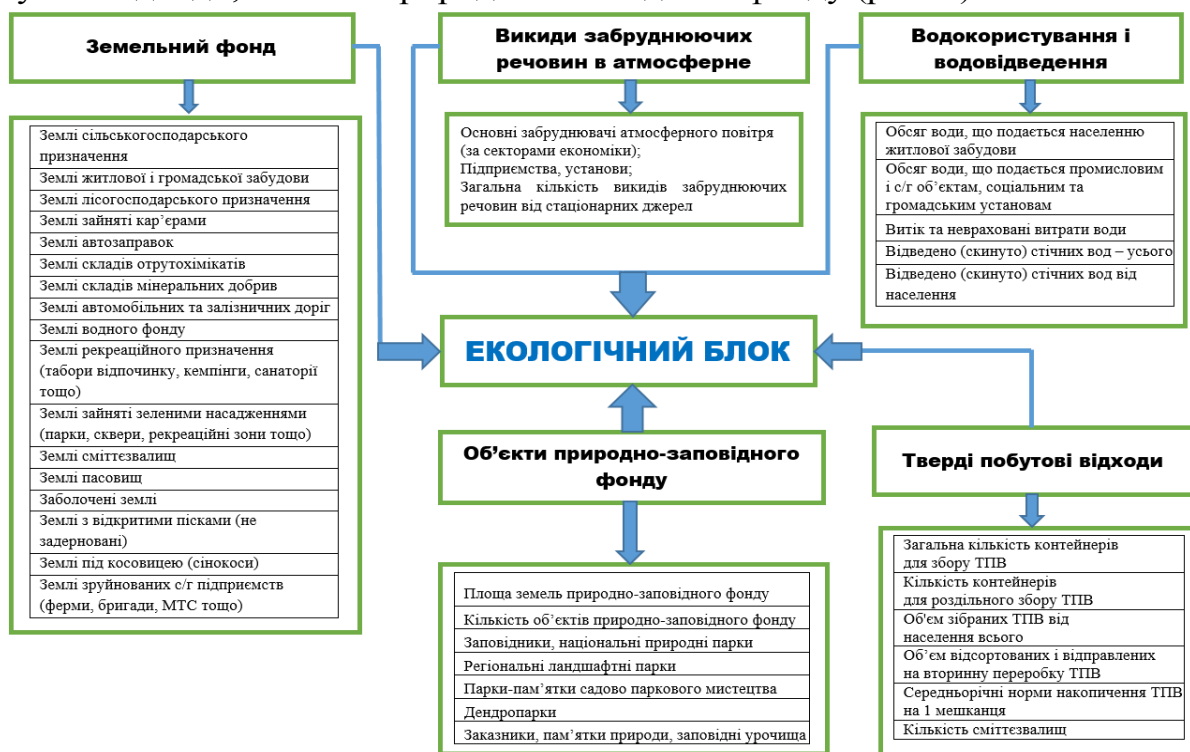 Земельний фонд
Землі сільськогосподарського
призначення
Землі житлової і громадської забудови
Землі лісогосподарського призначення
Землі зайняті кар’єрами
Землі автозаправок
Землі складів отрутохімікатів
Землі складів мінеральних добрив
Землі автомобільних та залізничних доріг
Землі водного фонду
Землі рекреаційного призначення
(табори відпочинку, кемпінги, санаторії
тощо)
Землі зайняті зеленими насадженнями
(парки, сквери, рекреаційні зони тощо)
Землі сміттєзвалищ
Землі пасовищ
Заболочені землі
Землі з відкритими пісками (не
задерновані)
Землі під косовицею (сінокоси)
Землі зруйнованих с/г підприємств
(ферми, бригади, МТС тощо)
Викиди забруднюючих
речовин в атмосферне
Основні забруднювачі атмосферного повітря
(за секторами економіки);
Підприємства, установи;
Загальна кількість викидів забруднюючих
речовин від стаціонарних джерел
Водокористування і
водовідведення
Обсяг води, що подається населенню
житлової забудови
Обсяг води, що подається промисловим
і с/г об’єктам, соціальним та
громадським установам
Витік та невраховані витрати води
Відведено (скинуто) стічних вод – усього
Відведено (скинуто) стічних вод від
населення
ЕКОЛОГІЧНИЙ БЛОК
Об’єкти природно-заповідного
фонду
Площа земель природно-заповідного фонду
Кількість об’єктів природно-заповідного фонду
Заповідники, національні природні парки
Регіональні ландшафтні парки
Парки-пам’ятки садово паркового мистецтва
Дендропарки
Заказники, пам’ятки природи, заповідні урочища
Тверді побутові відходи
Загальна кількість контейнерів
для збору ТПВ
Кількість контейнерів
для роздільного збору ТПВ
Об'єм зібраних ТПВ від
населення всього
Об’єм відсортованих і відправлених
на вторинну переробку ТПВ
Середньорічні норми накопичення ТПВ
на 1 мешканця
Кількість сміттєзвалищ